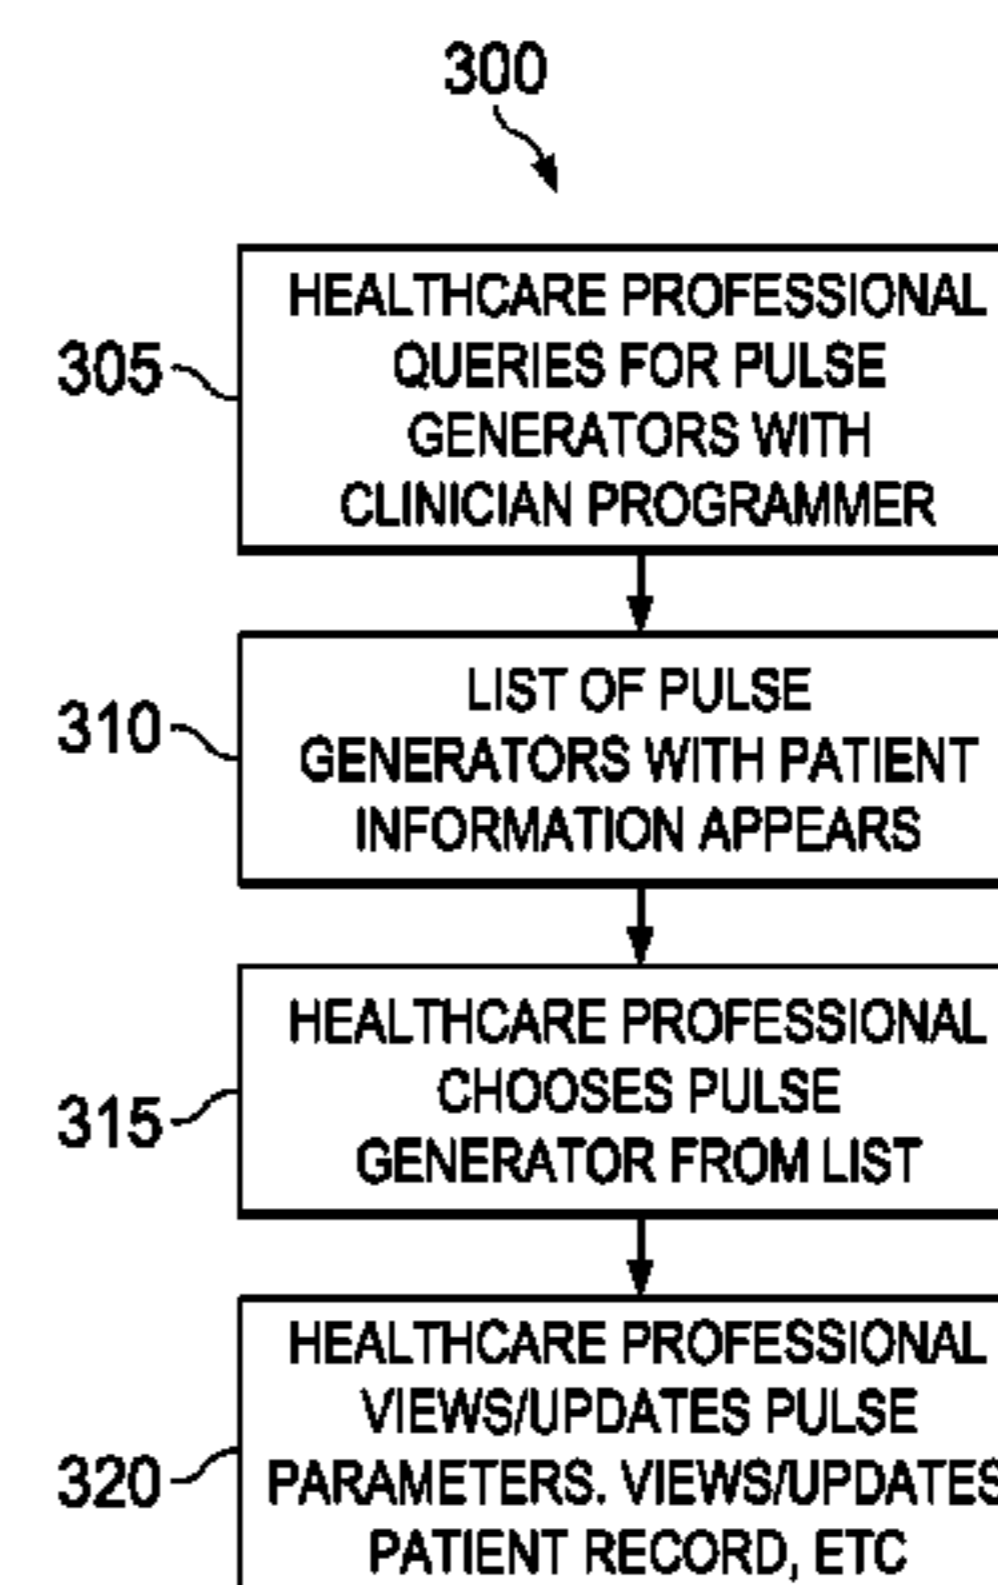 300
305
HEALTHCARE PROFESSIONAL
QUERIES FOR PULSE
GENERATORS WITH
CLINICIAN PROGRAMMER
310
LIST OF PULSE
GENERATORS WITH PATIENT
INFORMATION APPEARS
315
HEALTHCARE PROFESSIONAL
CHOOSES PULSE
GENERATOR FROM LIST
320
HEALTHCARE PROFESSIONAL
VIEWS/UPDATES PULSE
PARAMETERS. VIEWS/UPDATES
PATIENT RECORD, ETC